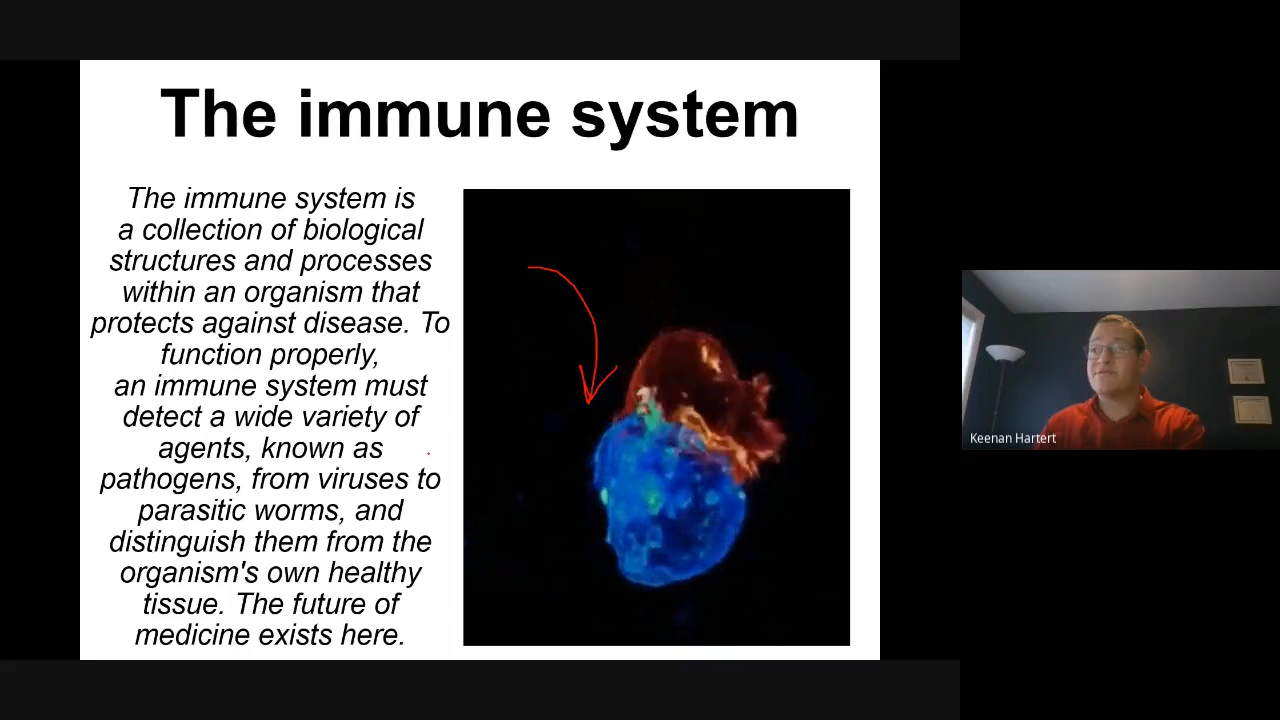 The immune system
The immune system is
a collection of biological
structures and processes
within an organism that
protects against disease. To
function properly,
an immune system must
detect a wide variety of
agents, known as
pathogens, from viruses to
parasitic worms, and
distinguish them from the
organism's own healthy
tissue. The future of
medicine exists here.
Keenan Hartert